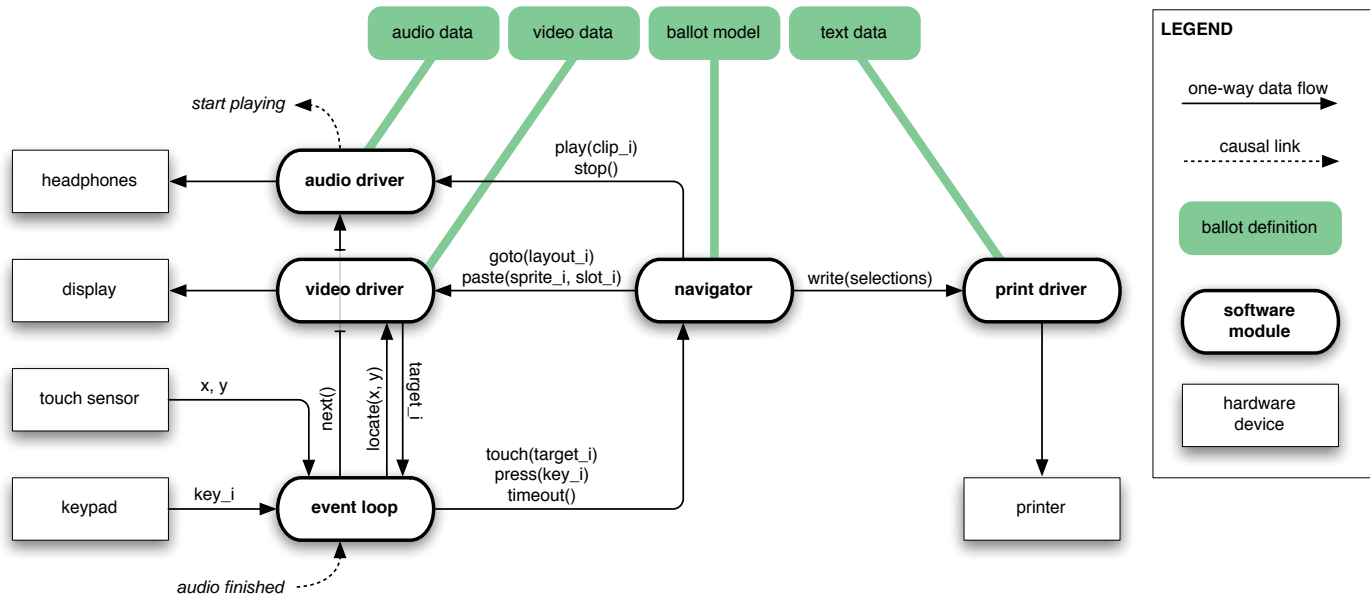 audio data
video data
ballot model
text data
LEGEND
one-way data flow
causal link
ballot definition
software
module
hardware
device
start playing
headphones
audio driver
play(clip_i)
stop()
display
video driver
goto(layout_i)
paste(sprite_i, slot_i)
navigator
write(selections)
print driver
touch sensor
x, y
next()
locate(x, y)
target_i
keypad
key_i
event loop
touch(target_i)
press(key_i)
timeout()
printer
audio finished